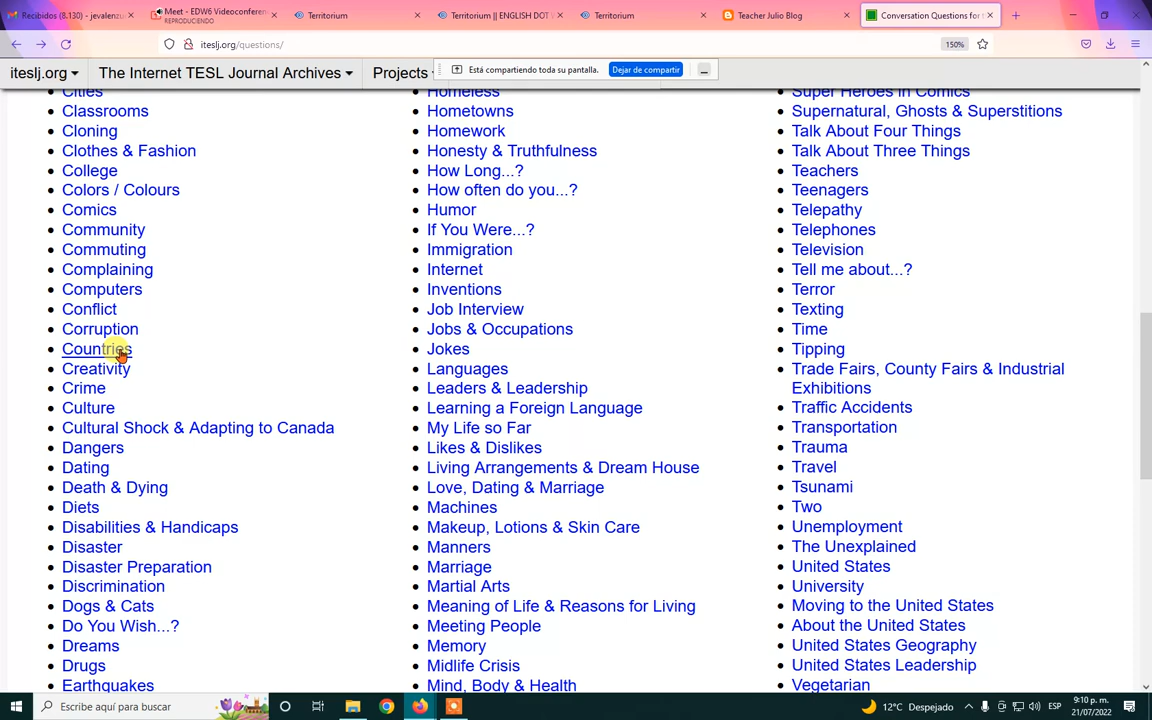 Recibidos (8.130) - jevalenzu
Meet - EDW6 Videoconferen
REPRODUCIENDO
Territorium
Territorium || ENGLISH DOT
Territorium
Teacher Julio Blog
Conversation Questions for
iteslj.org/questions/
150%
iteslj.org
The Internet TESL Journal Archives
Projects
Está compartiendo toda su pantalla.
Dejar de compartir
Cities
Classrooms
Cloning
Clothes & Fashion
College
Colors / Colours
Comics
Community
Commuting
Complaining
Computers
Conflict
Corruption
Countries
Creativity
Crime
Culture
Cultural Shock & Adapting to Canada
Dangers
Dating
Death & Dying
Diets
Disabilities & Handicaps
Disaster
Disaster Preparation
Discrimination
Dogs & Cats
Do You Wish...?
Dreams
Drugs
Earthquakes
Homeless
Hometowns
Homework
Honesty & Truthfulness
How Long...?
How often do you...?
Humor
If You Were...?
Immigration
Internet
Inventions
Job Interview
Jobs & Occupations
Jokes
Languages
Leaders & Leadership
Learning a Foreign Language
My Life so Far
Likes & Dislikes
Living Arrangements & Dream House
Love, Dating & Marriage
Machines
Makeup, Lotions & Skin Care
Manners
Marriage
Martial Arts
Meaning of Life & Reasons for Living
Meeting People
Memory
Midlife Crisis
Mind, Body & Health
Super Heroes in Comics
Supernatural, Ghosts & Superstitions
Talk About Four Things
Talk About Three Things
Teachers
Teenagers
Telepathy
Telephones
Television
Tell me about...?
Terror
Texting
Time
Tipping
Trade Fairs, County Fairs & Industrial
Exhibitions
Traffic Accidents
Transportation
Trauma
Travel
Tsunami
Two
Unemployment
The Unexplained
United States
University
Moving to the United States
About the United States
United States Geography
United States Leadership
Vegetarian
Escribe aquí para buscar
12°C Despejado
ESP
9:10 p. m.
21/07/2022